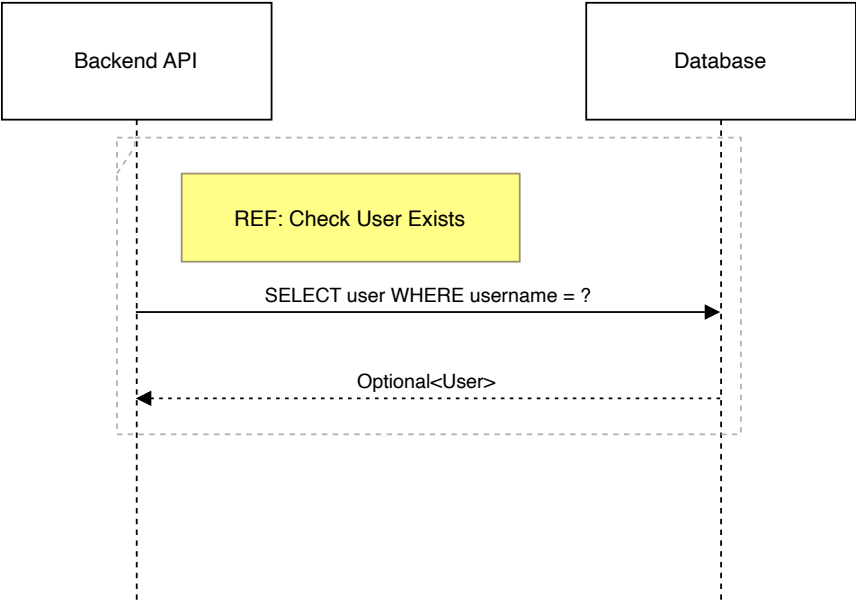 Backend API
Database
REF: Check User Exists
SELECT user WHERE username = ?
Optional<User>